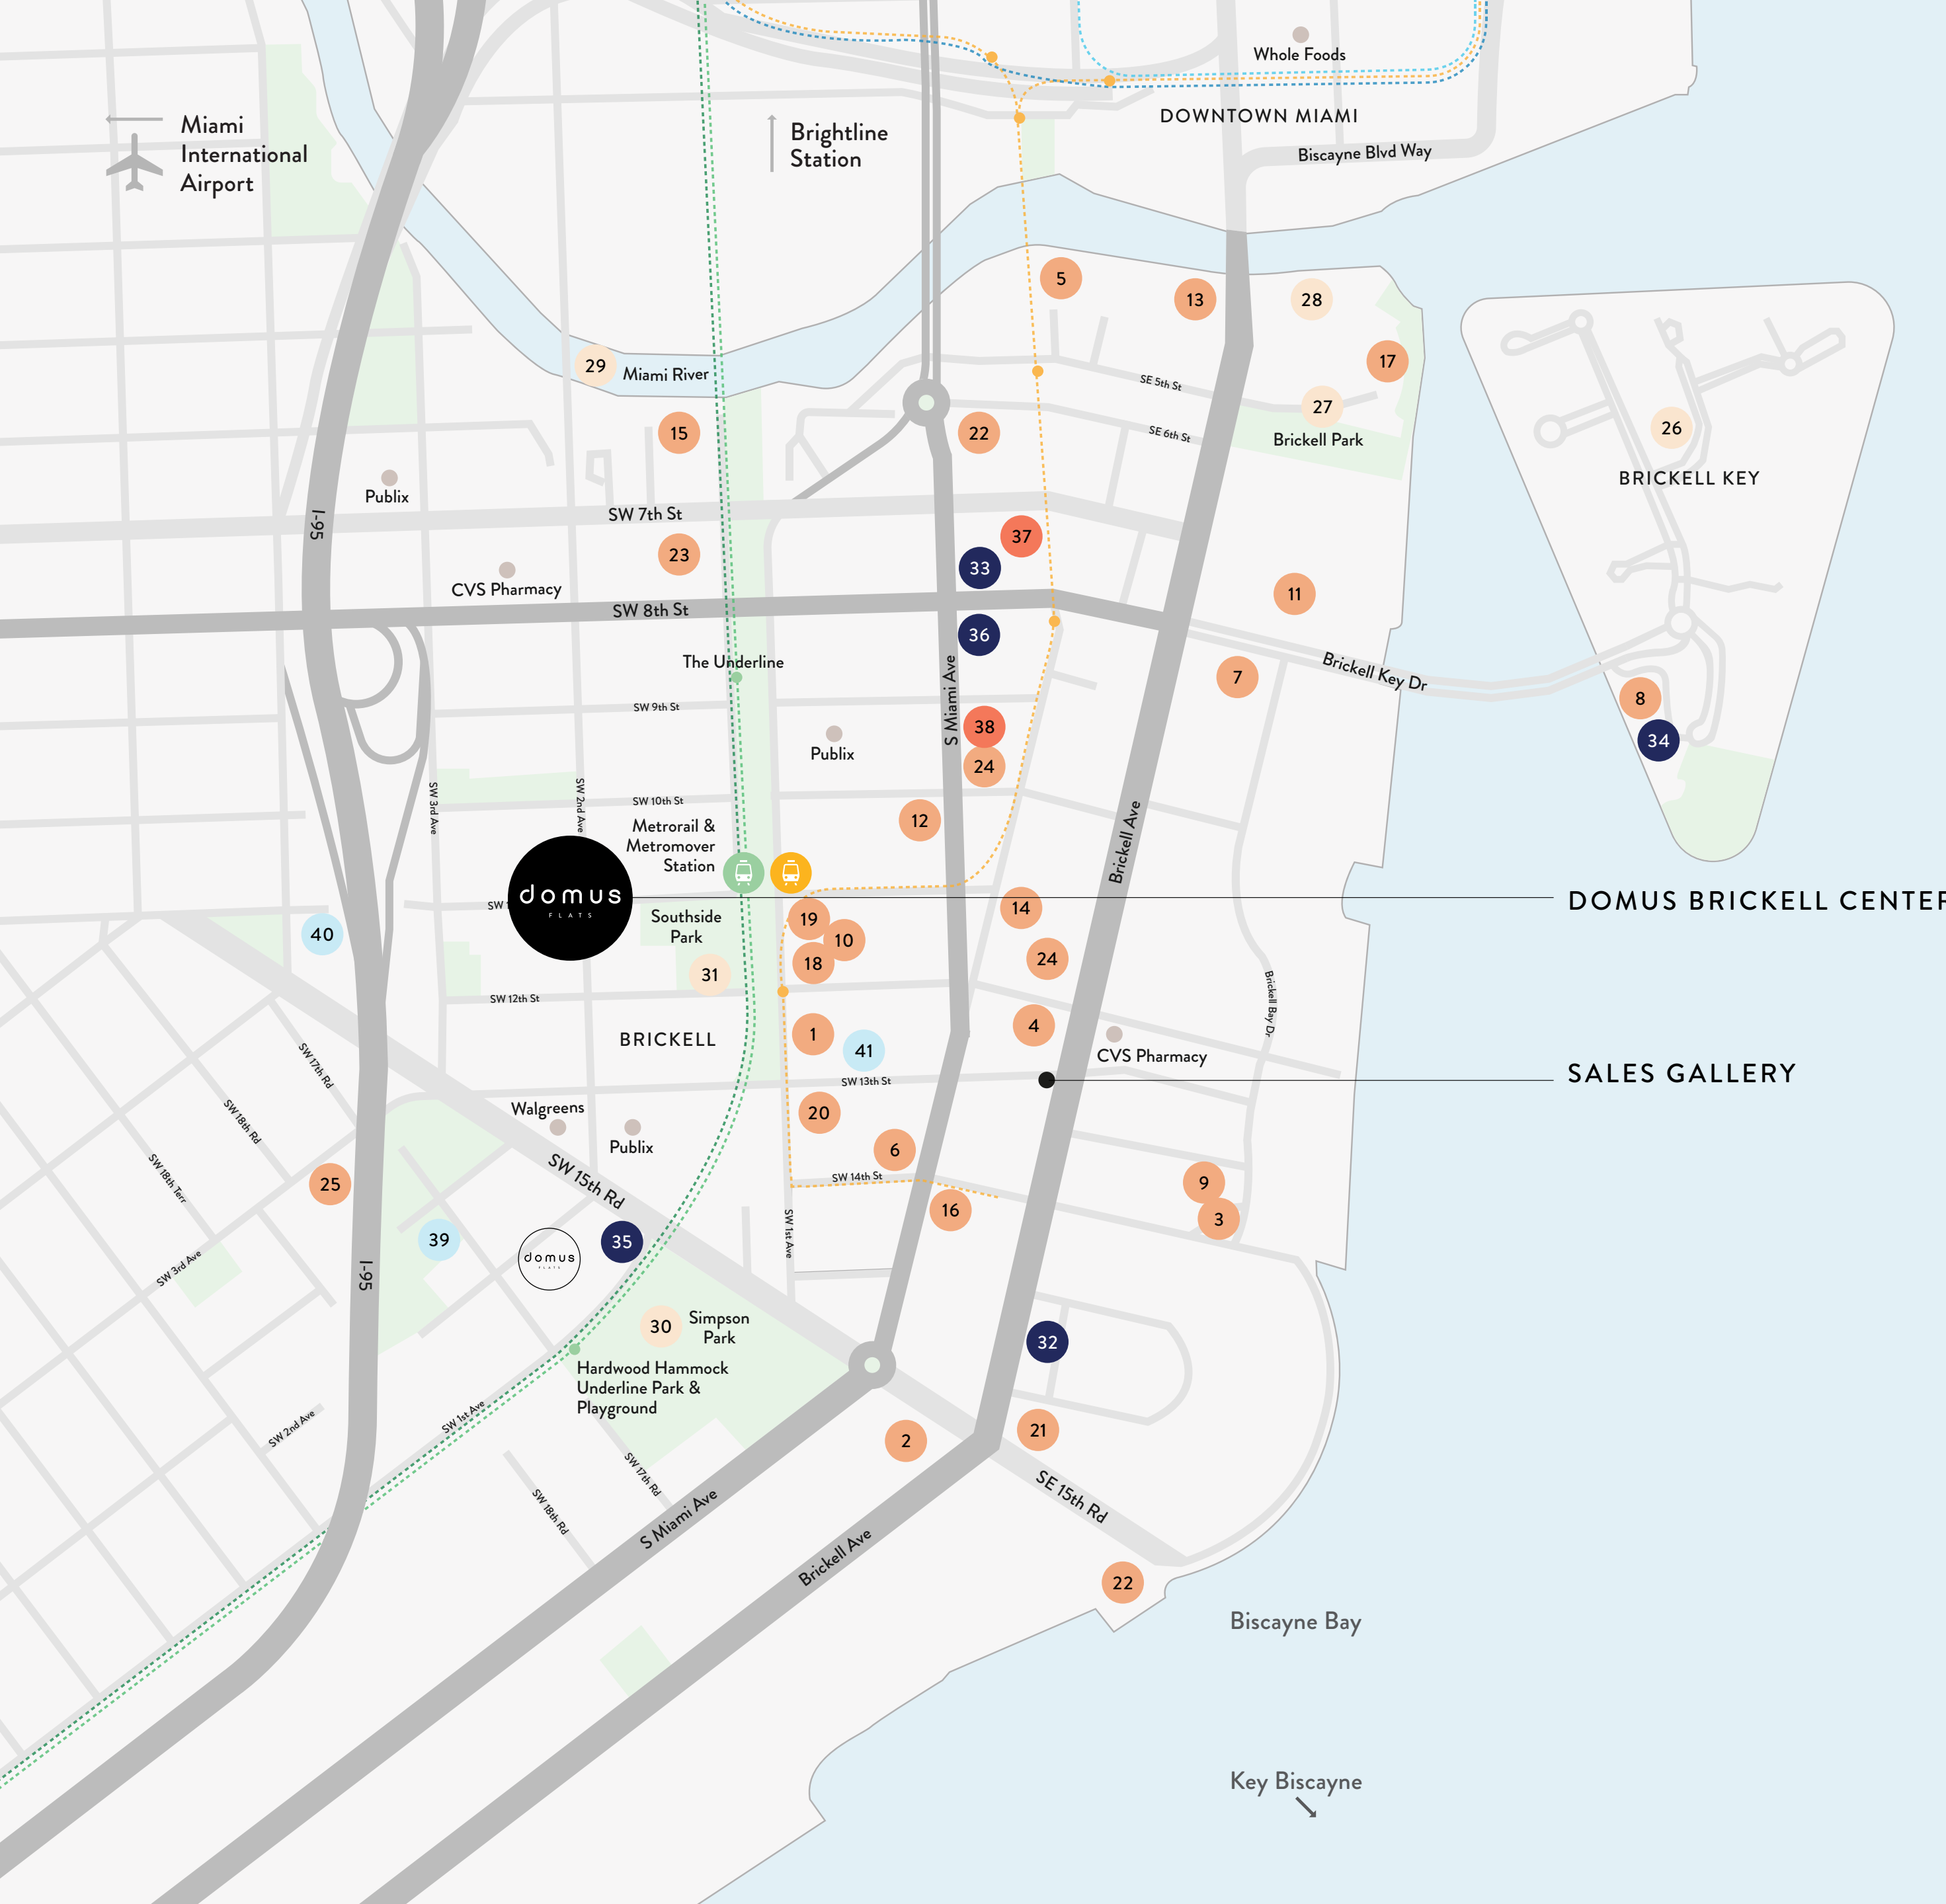 Whole Foods
DOWNTOWN MIAMI
Biscayne Blvd Way
Miami
International
Airport
Brightline
Station
5
13
28
17
29
Miami River
SE 5th St
27
Brickell Park
15
22
SE 6th St
26
BRICKELL KEY
Publix
I-95
SW 7th St
37
23
33
CVS Pharmacy
11
SW 8th St
36
The Underline
7
Brickell Key Dr
8
34
SW 9th St
S Miami Ave
38
Publix
24
SW 3rd Ave
SW 2nd Ave
SW 10th St
12
Brickell Ave
Metrorail &
Metromover
Station
domus
FLATS
SW 1
DOMUS BRICKELL CENTER
40
Southside
Park
19
10
18
14
24
31
SW 12th St
Brickell Bay Dr
BRICKELL
1
41
4
CVS Pharmacy
SW 17th Rd
SW 13th St
SALES GALLERY
SW 18th Rd
Walgreens
Publix
20
6
SW 18th Terr
25
SW 15th Rd
SW 14th St
9
3
16
SW 1st Ave
39
domus
FLATS
35
SW 3rd Ave
I-95
30
Simpson
Park
32
Hardwood Hammock
Underline Park &
Playground
SW 2nd Ave
SW 1st Ave
2
21
SW 17th Rd
SW 18th Rd
S Miami Ave
SE 15th Rd
Brickell Ave
22
Biscayne Bay
Key Biscayne